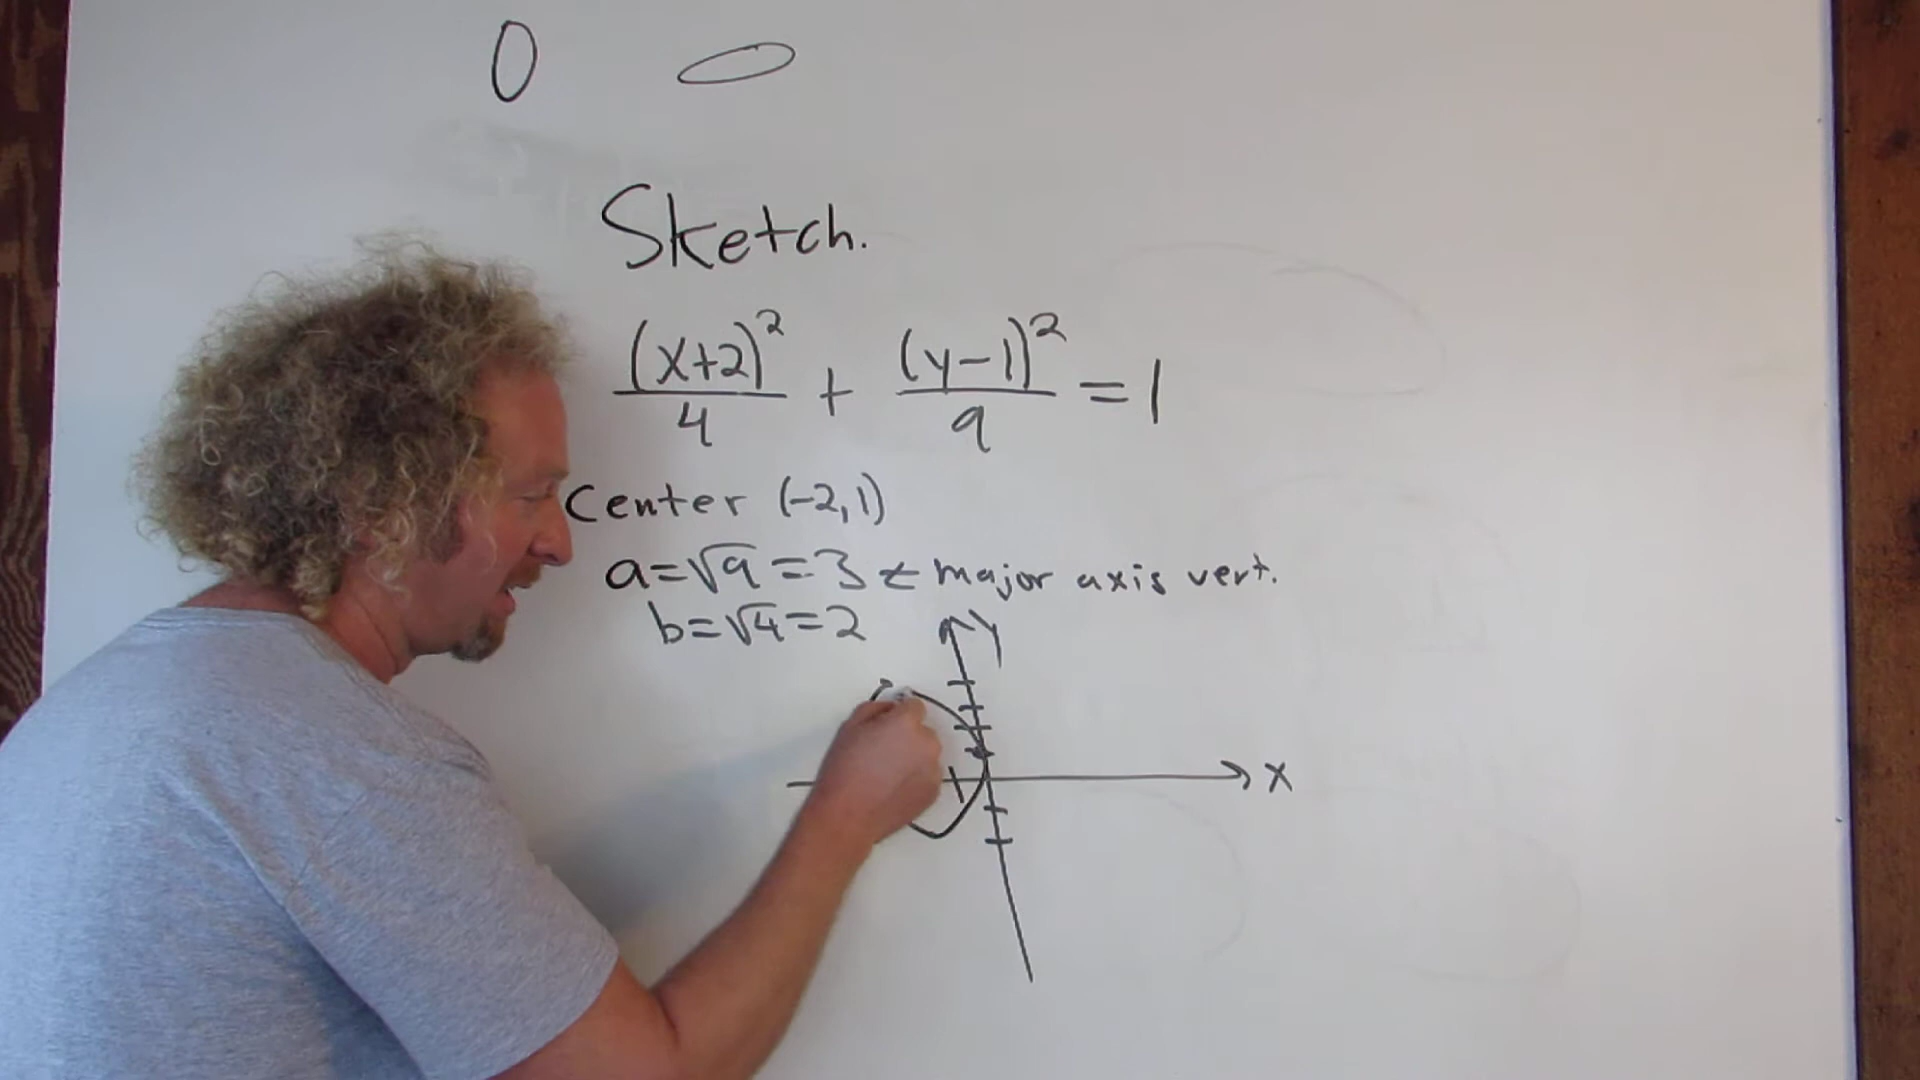 Sketch.
(x+2)²/4 + (y-1)²/9 = 1
Center (-2,1)
a=√9=3 ← major axis vert.
b=√4=2
y
x